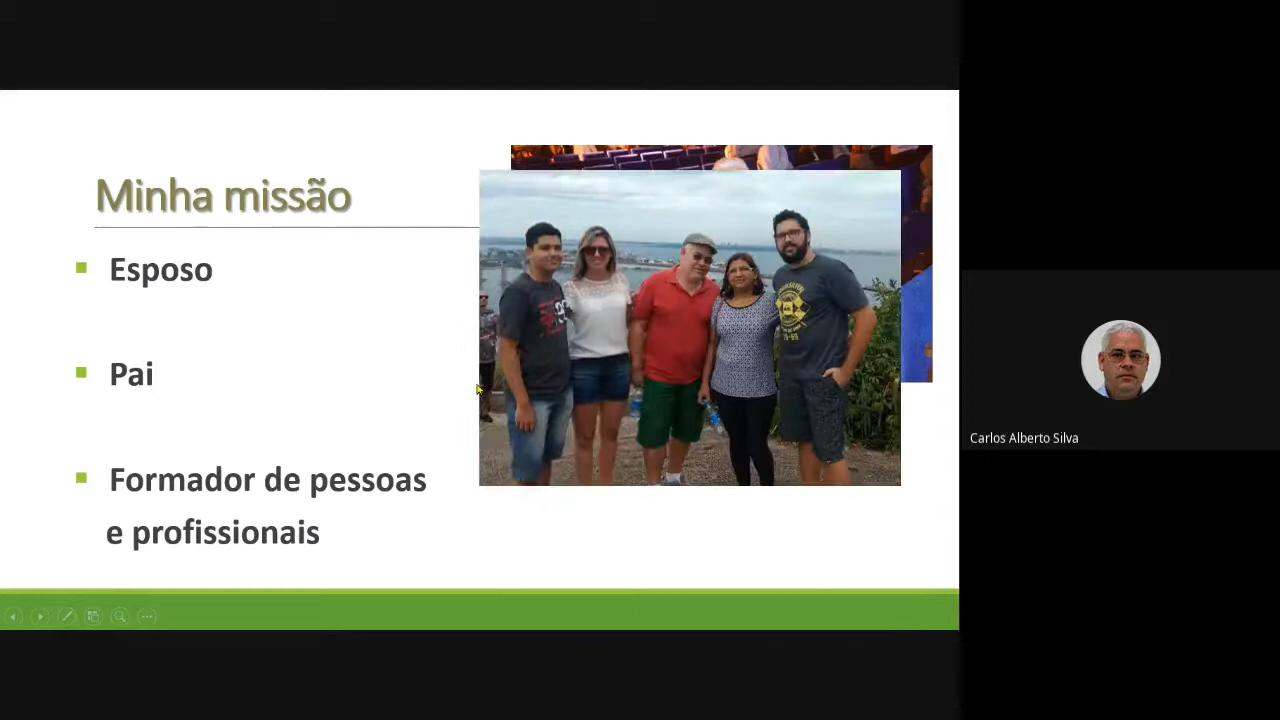 Minha missão
Esposo
Pai
Formador de pessoas
e profissionais
Carlos Alberto Silva